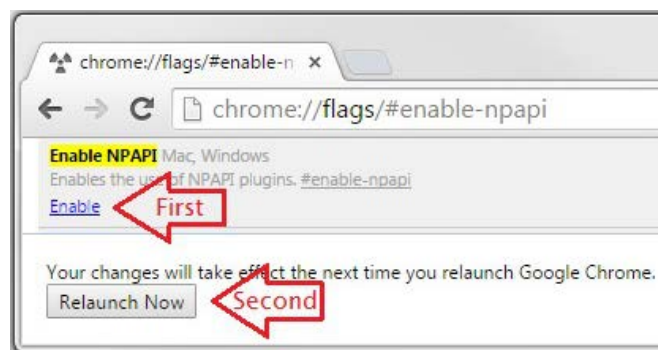 chrome://flags/#enable-n
chrome://flags/#enable-npapi
Enable NPAPI Mac, Windows
Enables the use of NPAPI plugins. #enable-npapi
Enable First
Your changes will take effect the next time you relaunch Google Chrome.
Relaunch Now Second